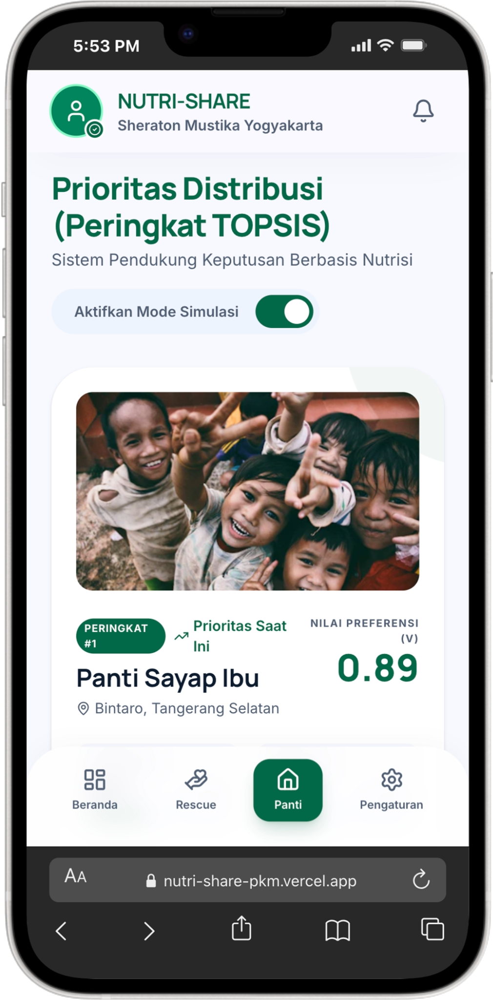 5:53 PM
NUTRI-SHARE
Sheraton Mustika Yogyakarta
Prioritas Distribusi
(Peringkat TOPSIS)
Sistem Pendukung Keputusan Berbasis Nutrisi
Aktifkan Mode Simulasi
PERINGKAT
#1
Prioritas Saat
Ini
NILAI PREFERENSI
(V)
0.89
Panti Sayap Ibu
Bintaro, Tangerang Selatan
Beranda
Rescue
Panti
Pengaturan
AA
nutri-share-pkm.vercel.app